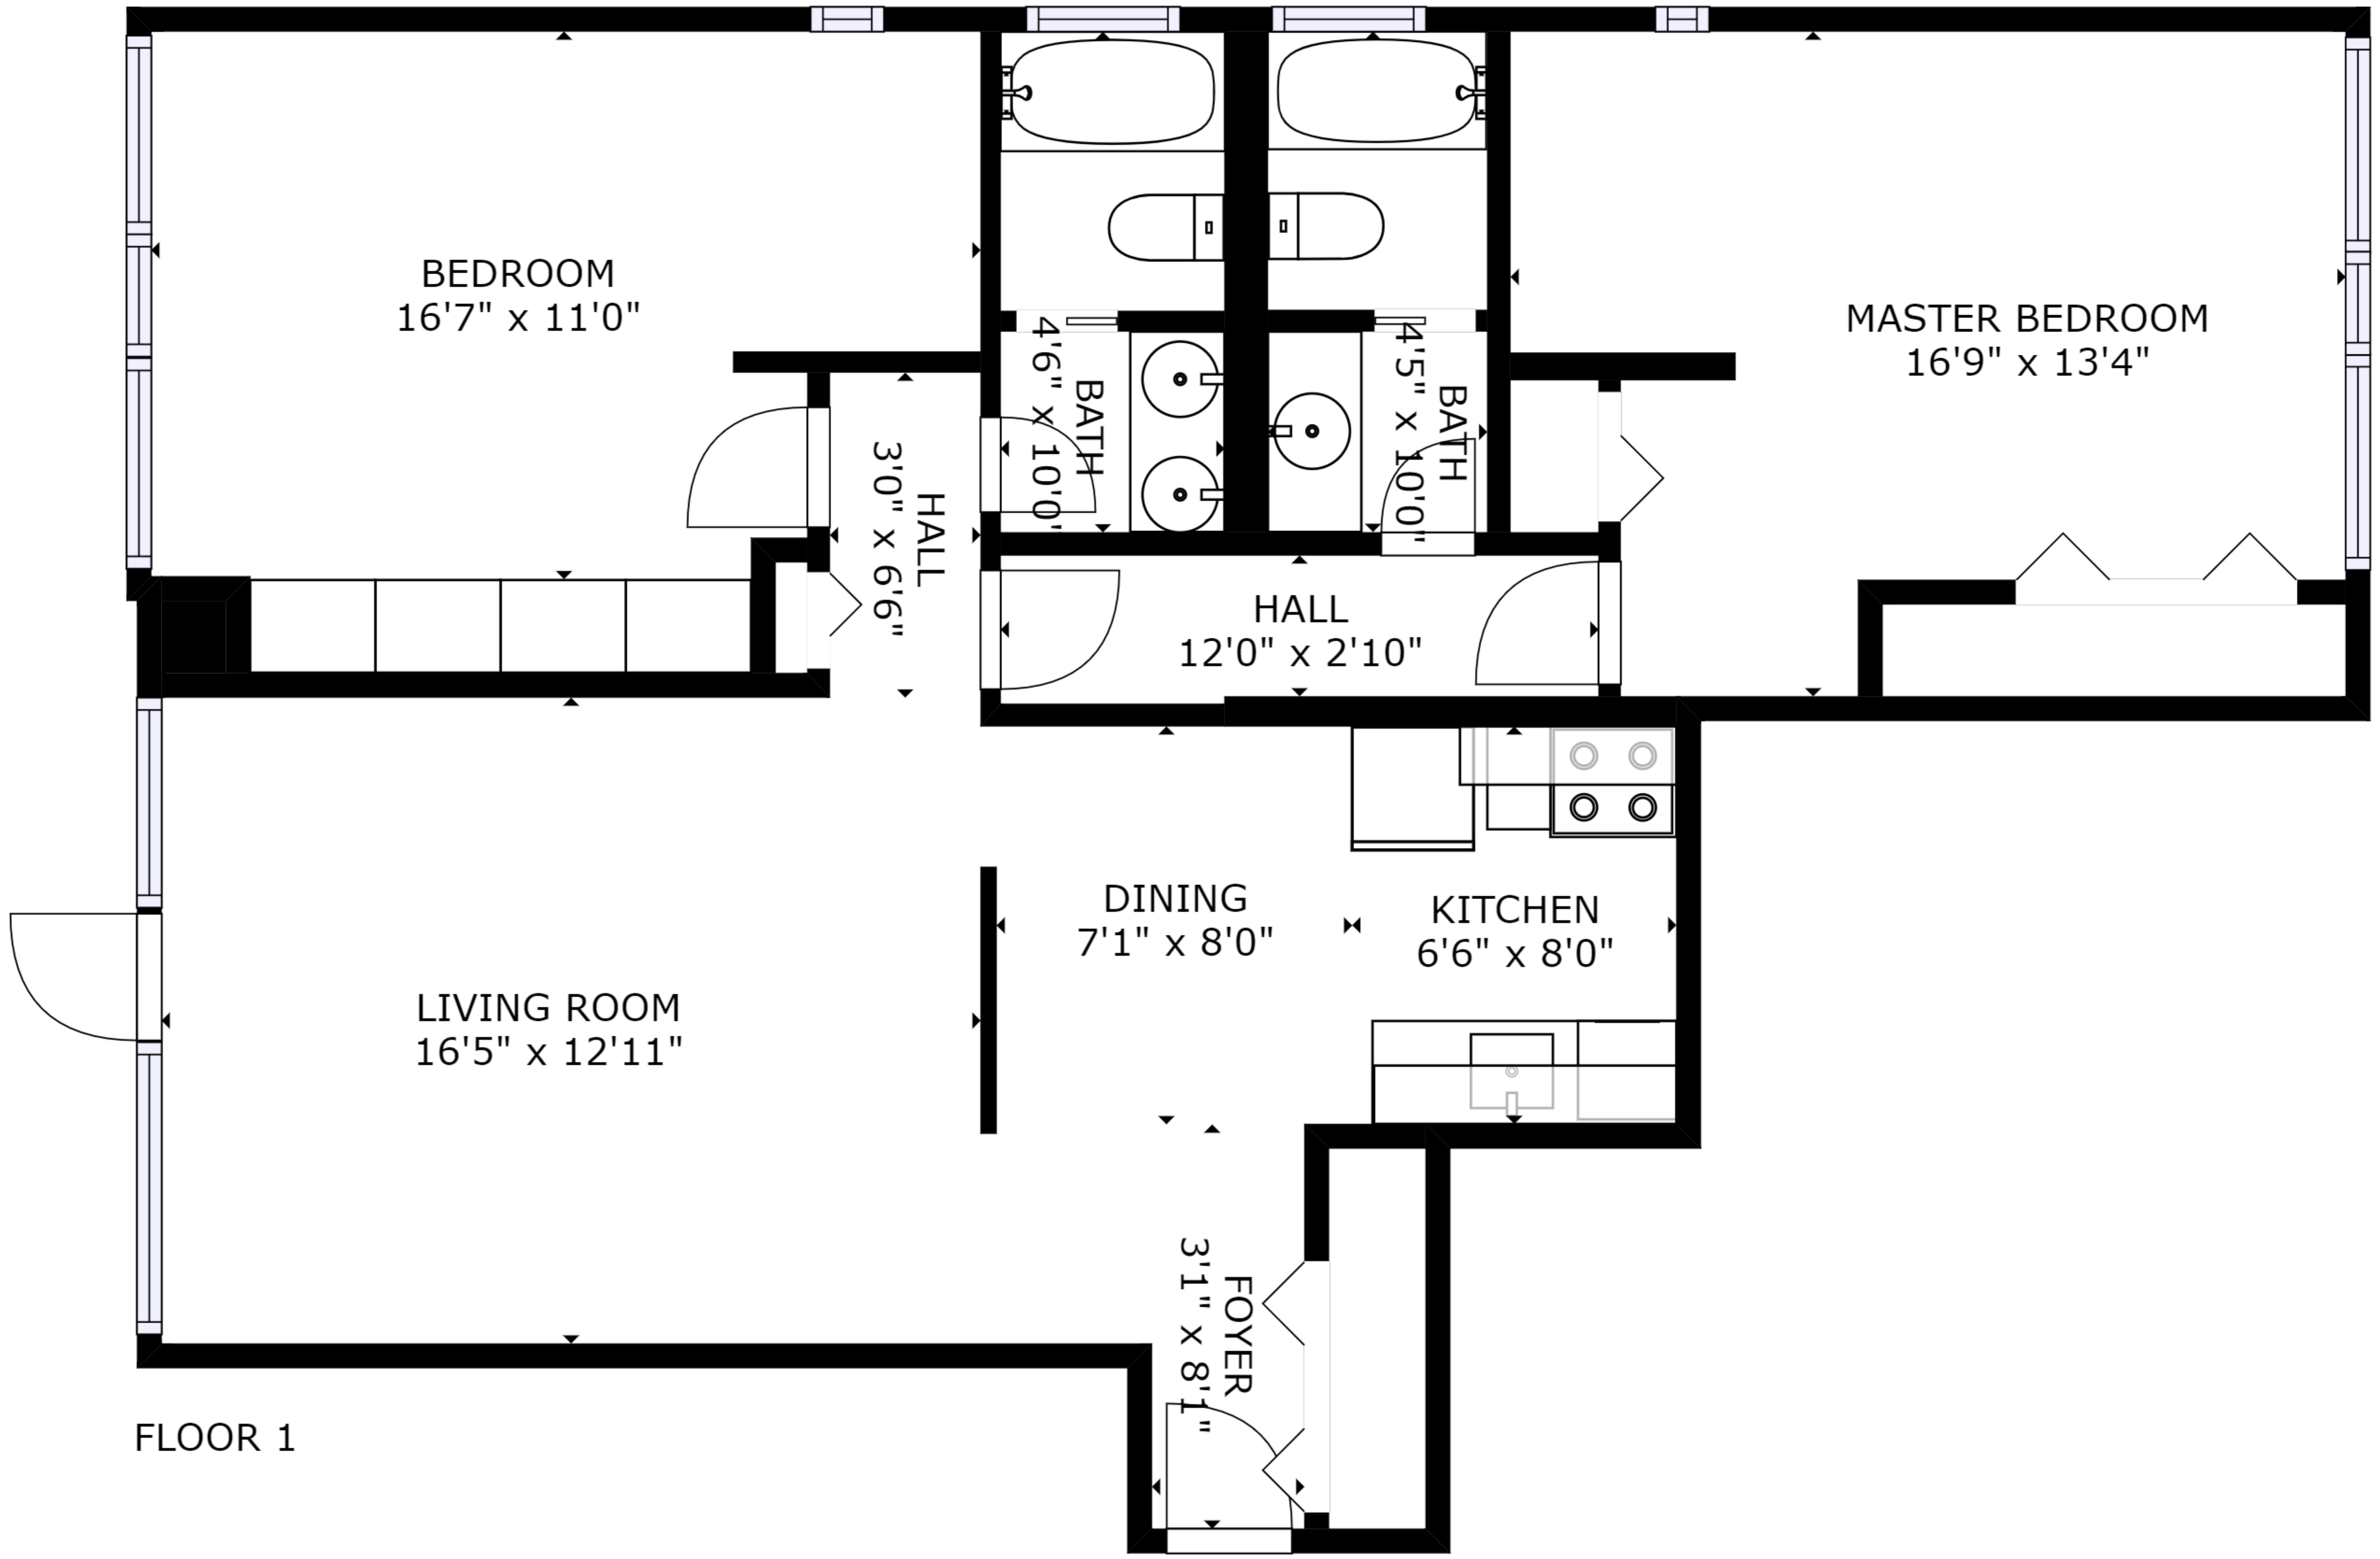 BEDROOM
16'7" x 11'0"
BATH
4'6" x 10'0"
BATH
4'5" x 10'0"
MASTER BEDROOM
16'9" x 13'4"
HALL
3'0" x 6'6"
HALL
12'0" x 2'10"
DINING
7'1" x 8'0"
KITCHEN
6'6" x 8'0"
LIVING ROOM
16'5" x 12'11"
FOYER
3'1" x 8'1"
FLOOR 1